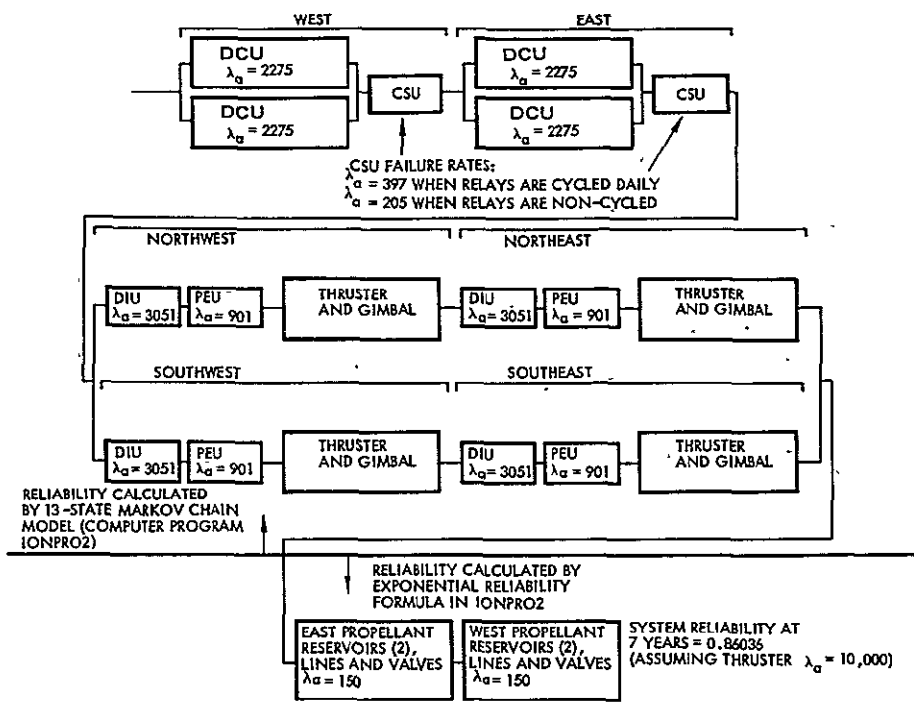 WEST
EAST
DCU
λa = 2275
DCU
λa = 2275
CSU
DCU
λa = 2275
DCU
λa = 2275
CSU
CSU FAILURE RATES:
λa = 397 WHEN RELAYS ARE CYCLED DAILY
λa = 205 WHEN RELAYS ARE NON-CYCLED
NORTHWEST
NORTHEAST
DIU
λa = 3051
PEU
λa = 901
THRUSTER
AND GIMBAL
DIU
λa = 3051
PEU
λa = 901
THRUSTER
AND GIMBAL
SOUTHWEST
SOUTHEAST
DIU
λa = 3051
PEU
λa = 901
THRUSTER
AND GIMBAL
DIU
λa = 3051
PEU
λa = 901
THRUSTER
AND GIMBAL
RELIABILITY CALCULATED
BY 13-STATE MARKOV CHAIN
MODEL (COMPUTER PROGRAM
IONPRO2)
RELIABILITY CALCULATED BY
EXPONENTIAL RELIABILITY
FORMULA IN IONPRO2
EAST PROPELLANT
RESERVOIRS (2),
LINES AND VALVES
λa = 150
WEST PROPELLANT
RESERVOIRS (2),
LINES AND VALVES
λa = 150
SYSTEM RELIABILITY AT
7 YEARS = 0.86036
(ASSUMING THRUSTER λa = 10,000)